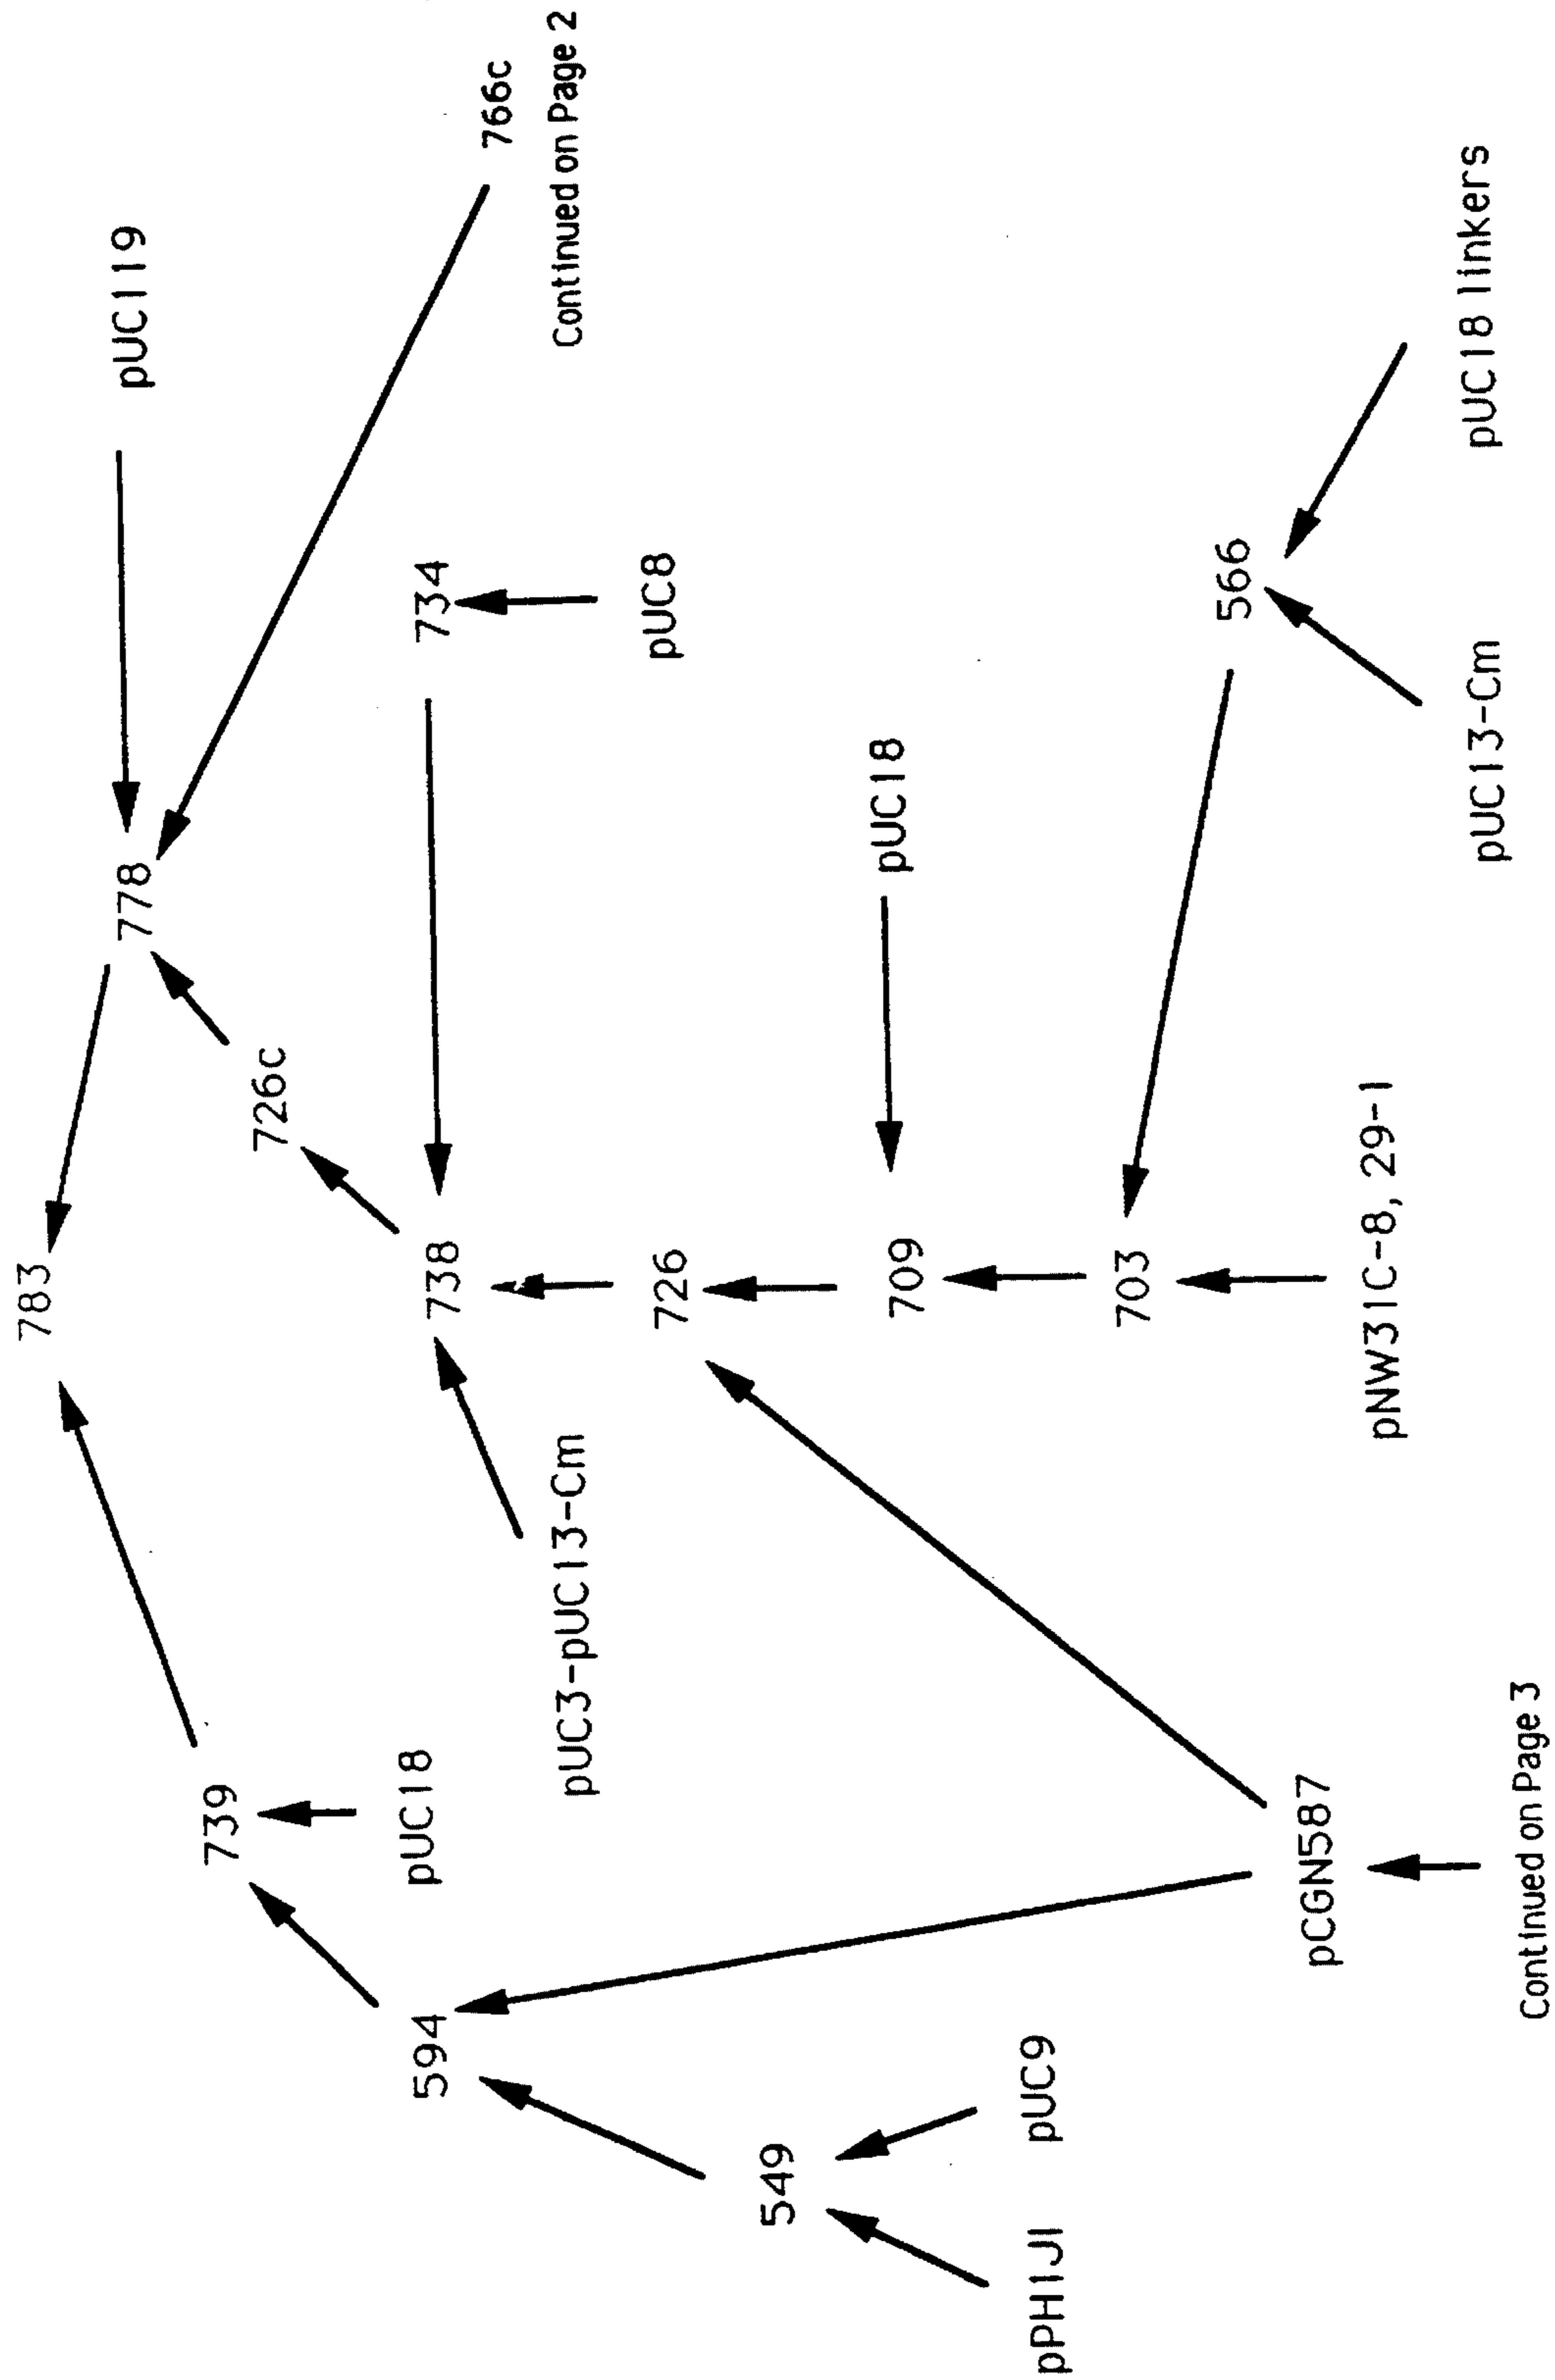 783
778
pUC119
739
726c
pUC18
594
738
734
766c
Continued on Page 2
pUC3-pUC13-Cm
pUC8
726
549
709
pUC18
pPH1JI
pUC9
703
566
pCGN587
pNW31C-8, 29-1
pUC13-Cm
pUC18 linkers
Continued on Page 3